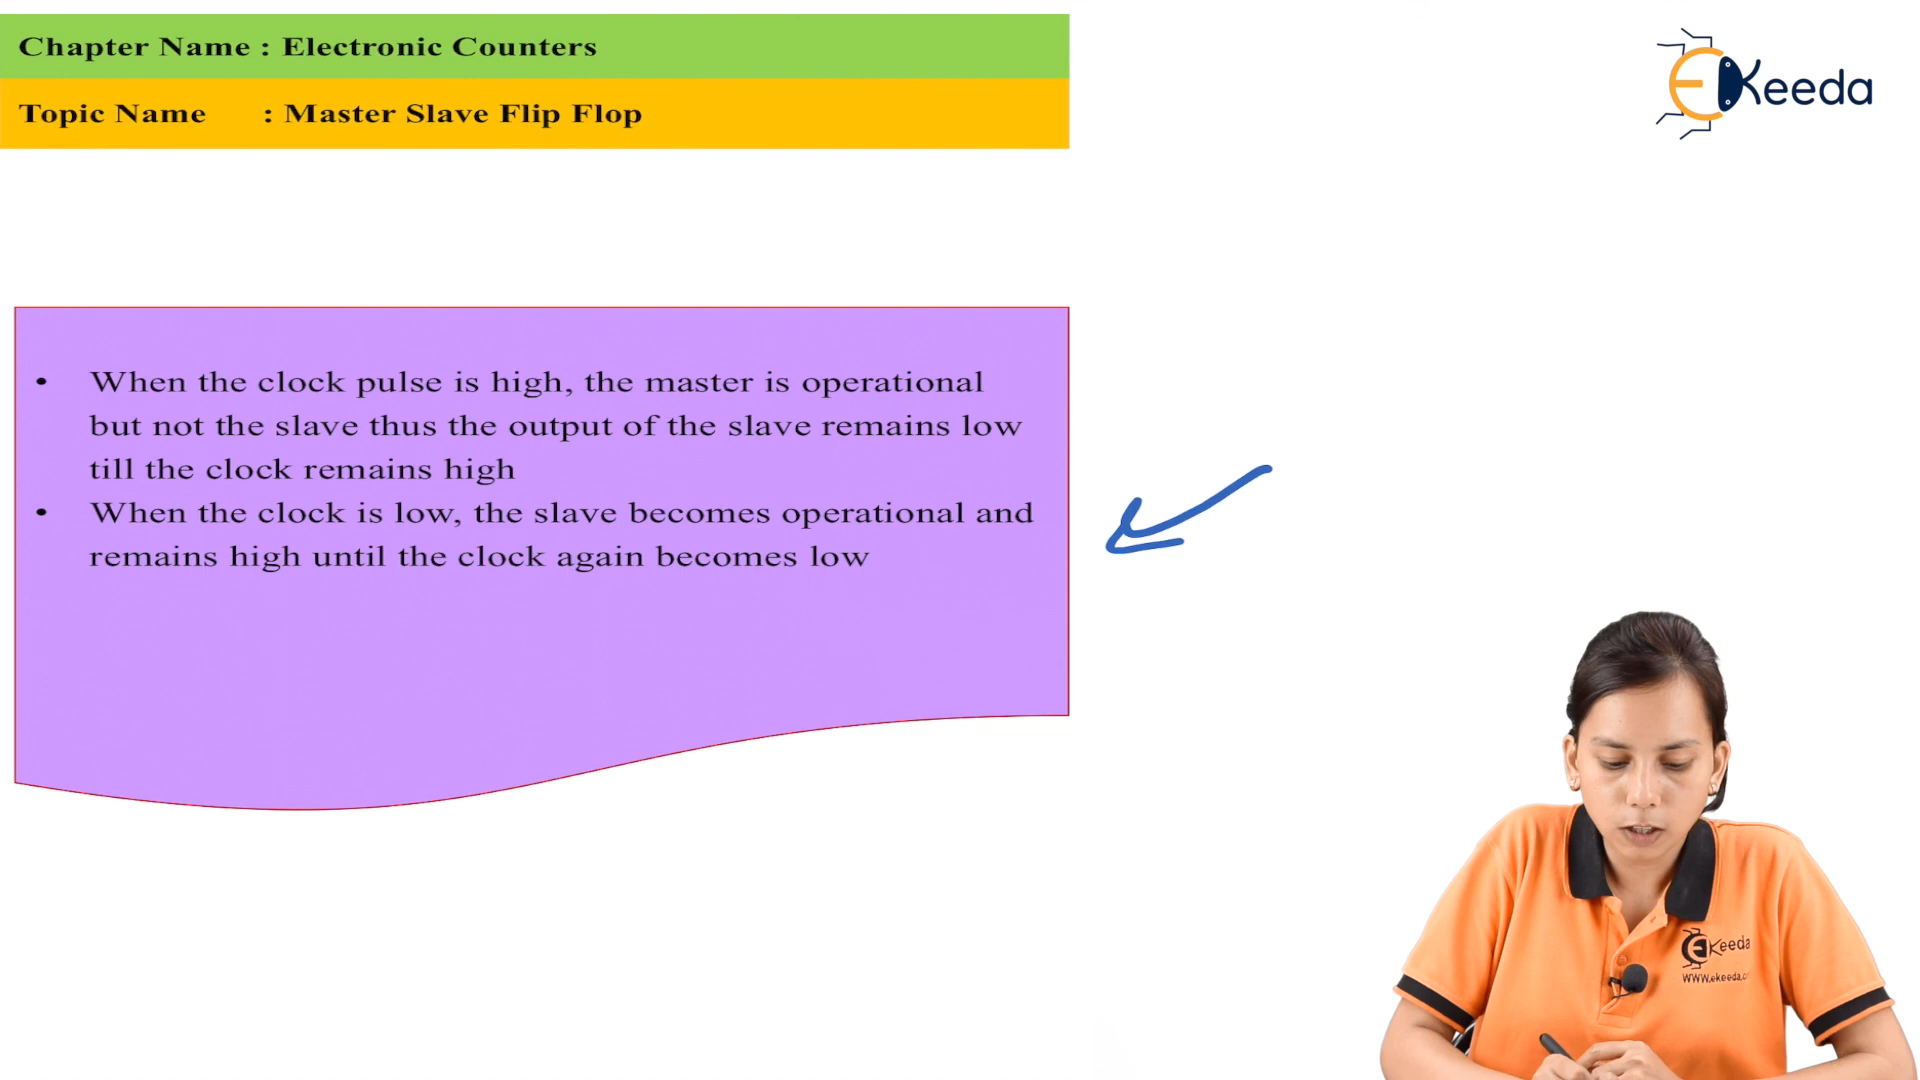 Chapter Name : Electronic Counters
Topic Name : Master Slave Flip Flop
EKeeda
• When the clock pulse is high, the master is operational
but not the slave thus the output of the slave remains low
till the clock remains high
• When the clock is low, the slave becomes operational and
remains high until the clock again becomes low
EKeeda